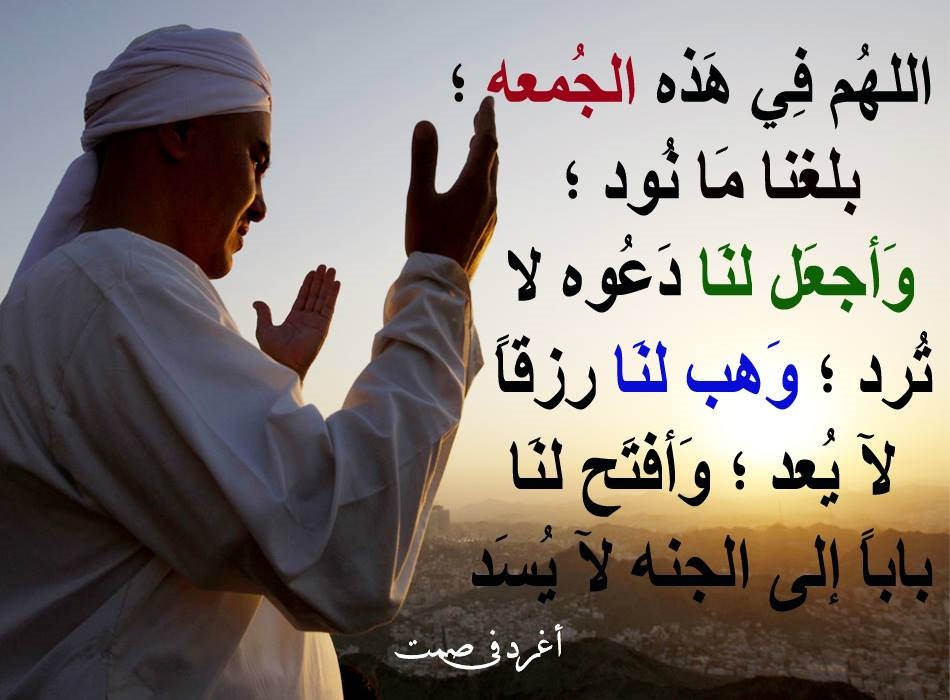 اللهُم فِي هَذه الجُمعه ؛
بلغنا مَا نُود ؛
وَأجعَل لنَا دَعُوه لا
تُرد ؛ وَهب لنَا رزقاً
لآ يُعد ؛ وَأفتَح لنَا
باباً إلى الجنه لآ يُسَد
أغرد في صمت